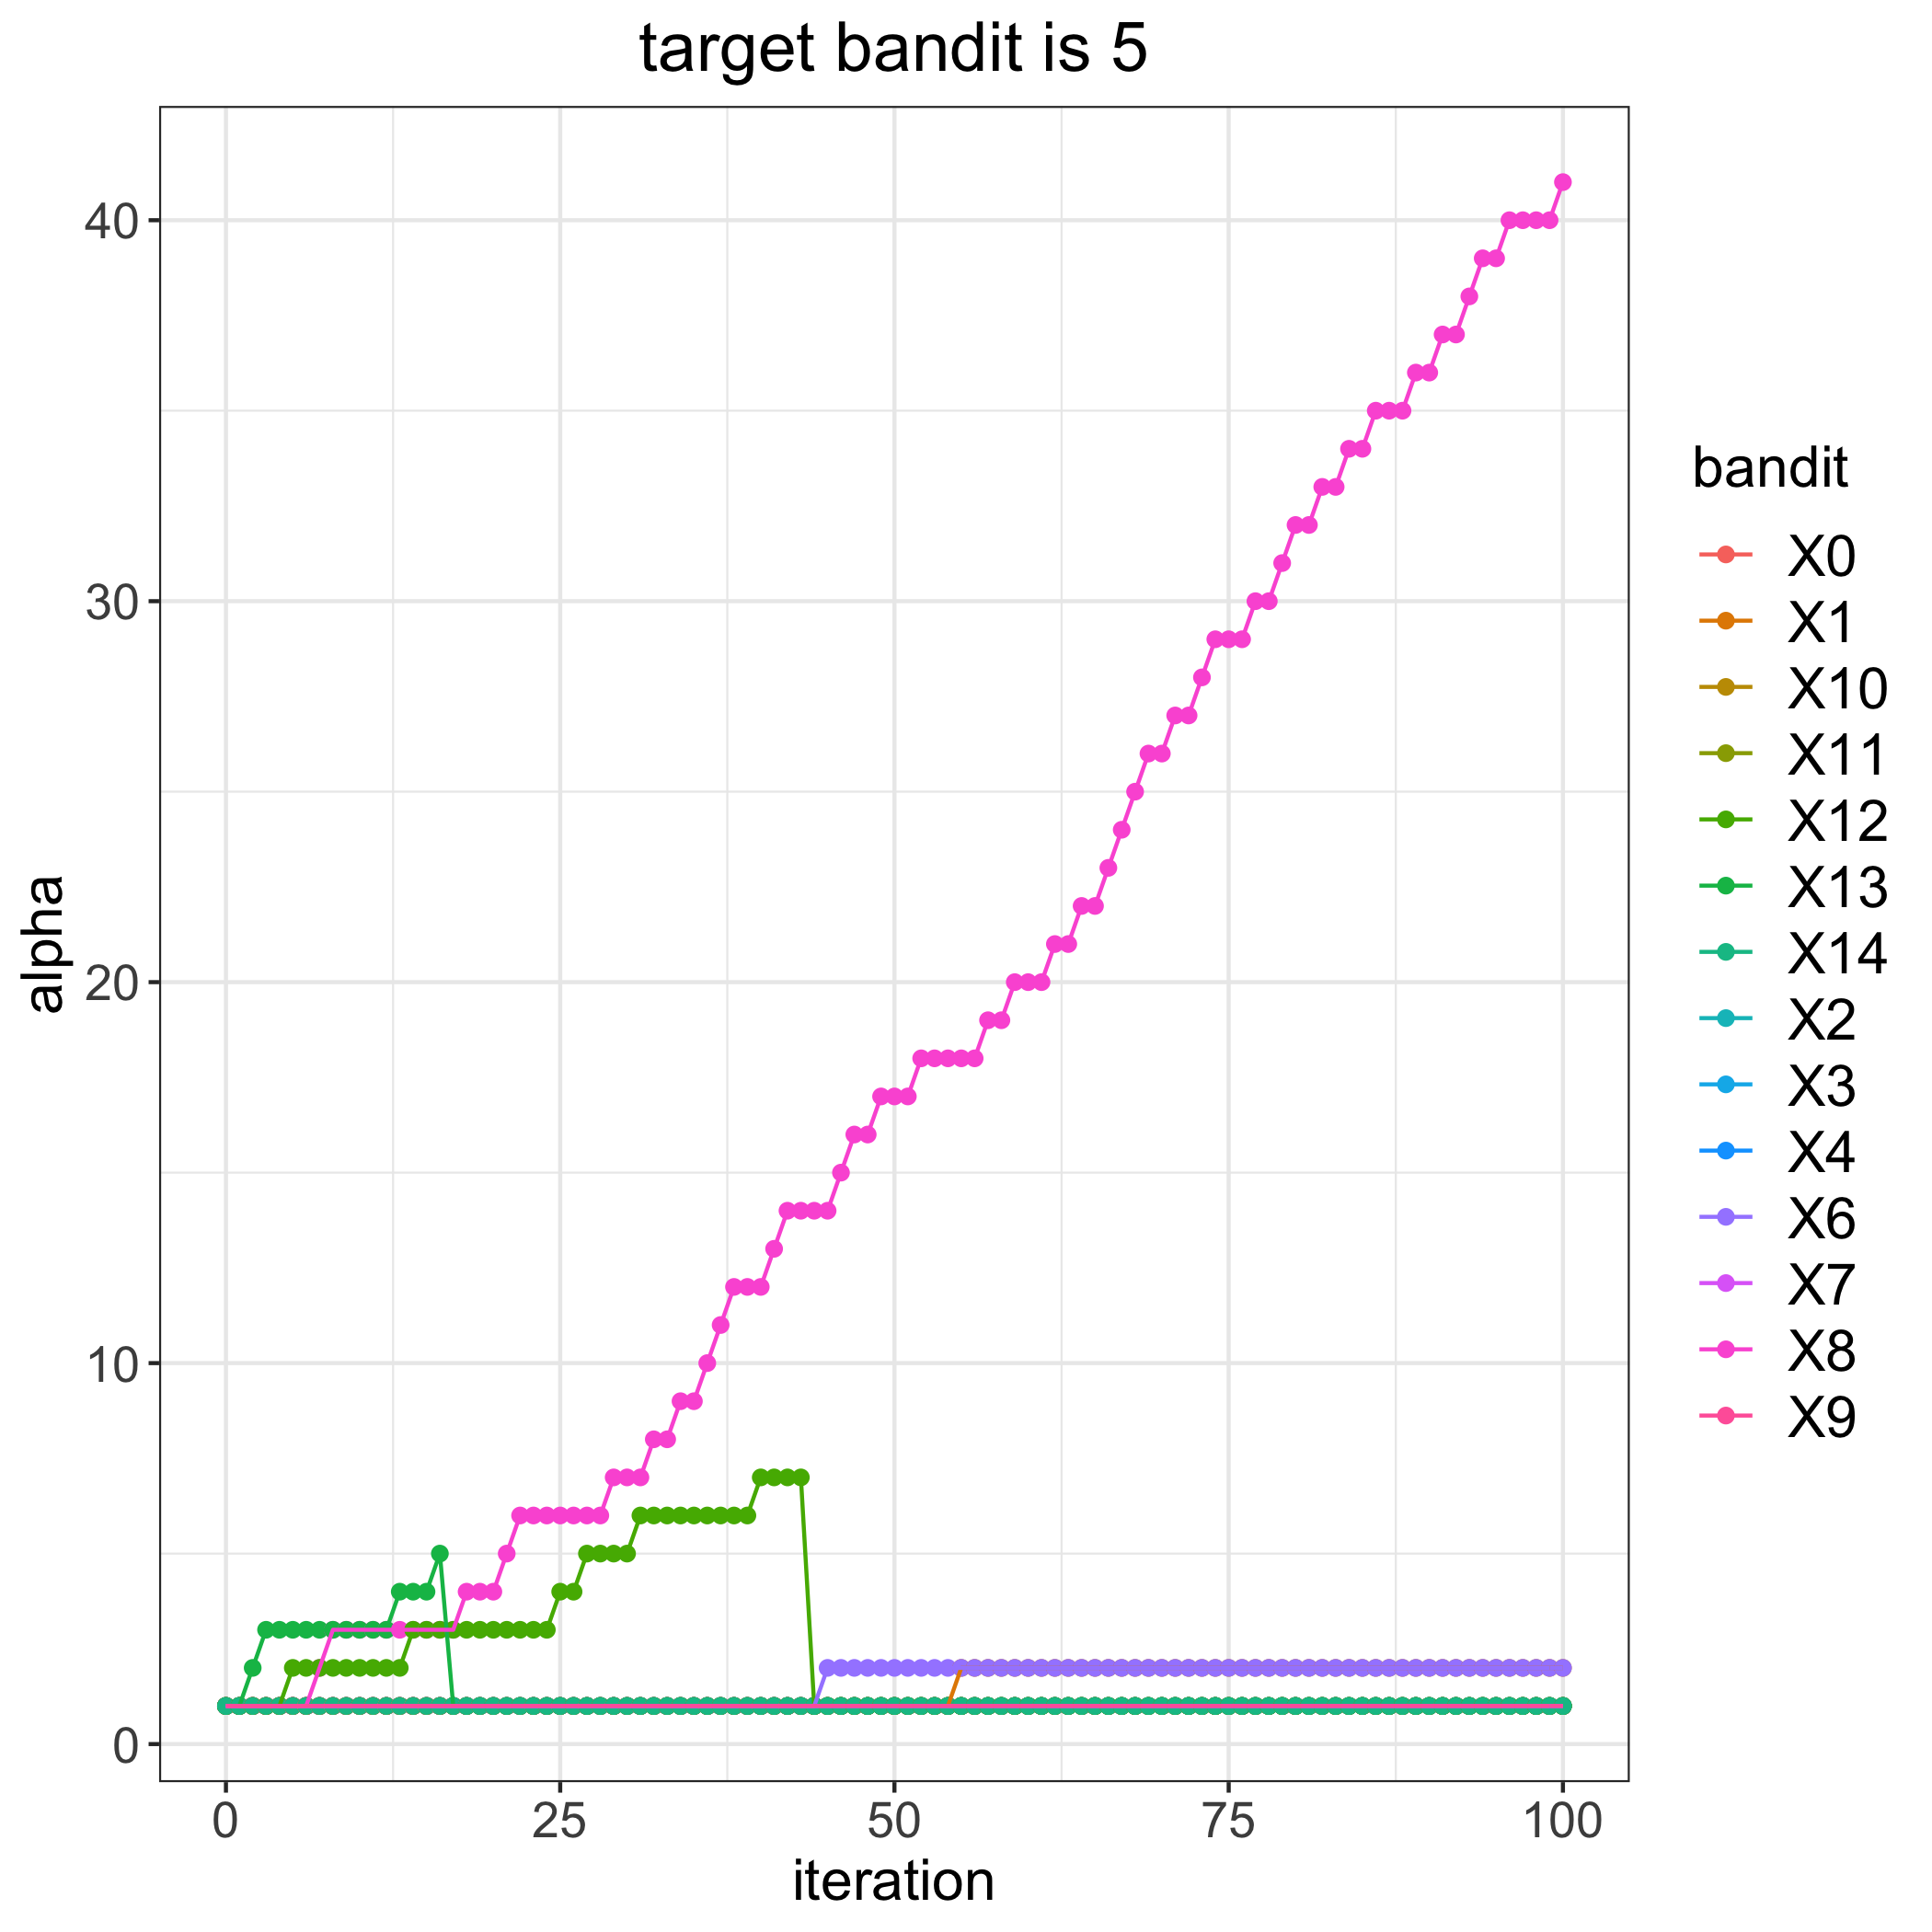 target bandit is 5
40
30
20
10
0
alpha
0 25 50 75 100
iteration
bandit
X0
X1
X10
X11
X12
X13
X14
X2
X3
X4
X6
X7
X8
X9